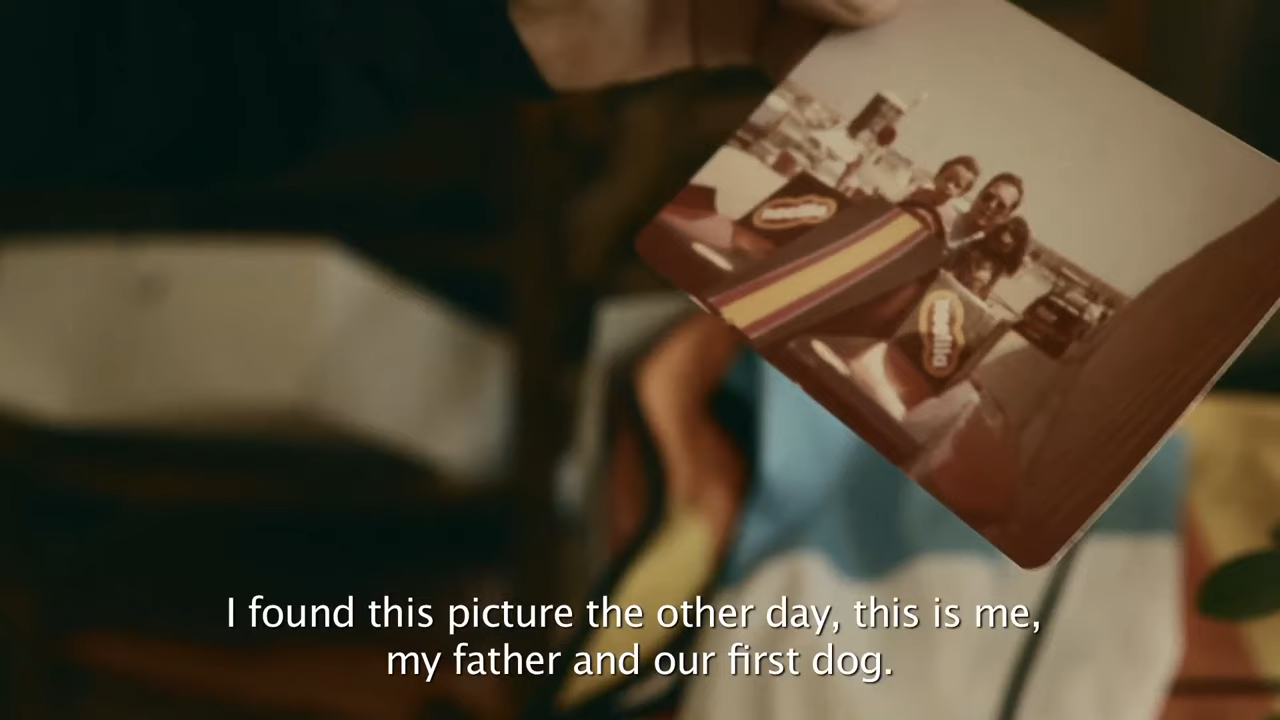 I found this picture the other day, this is me,
my father and our first dog.